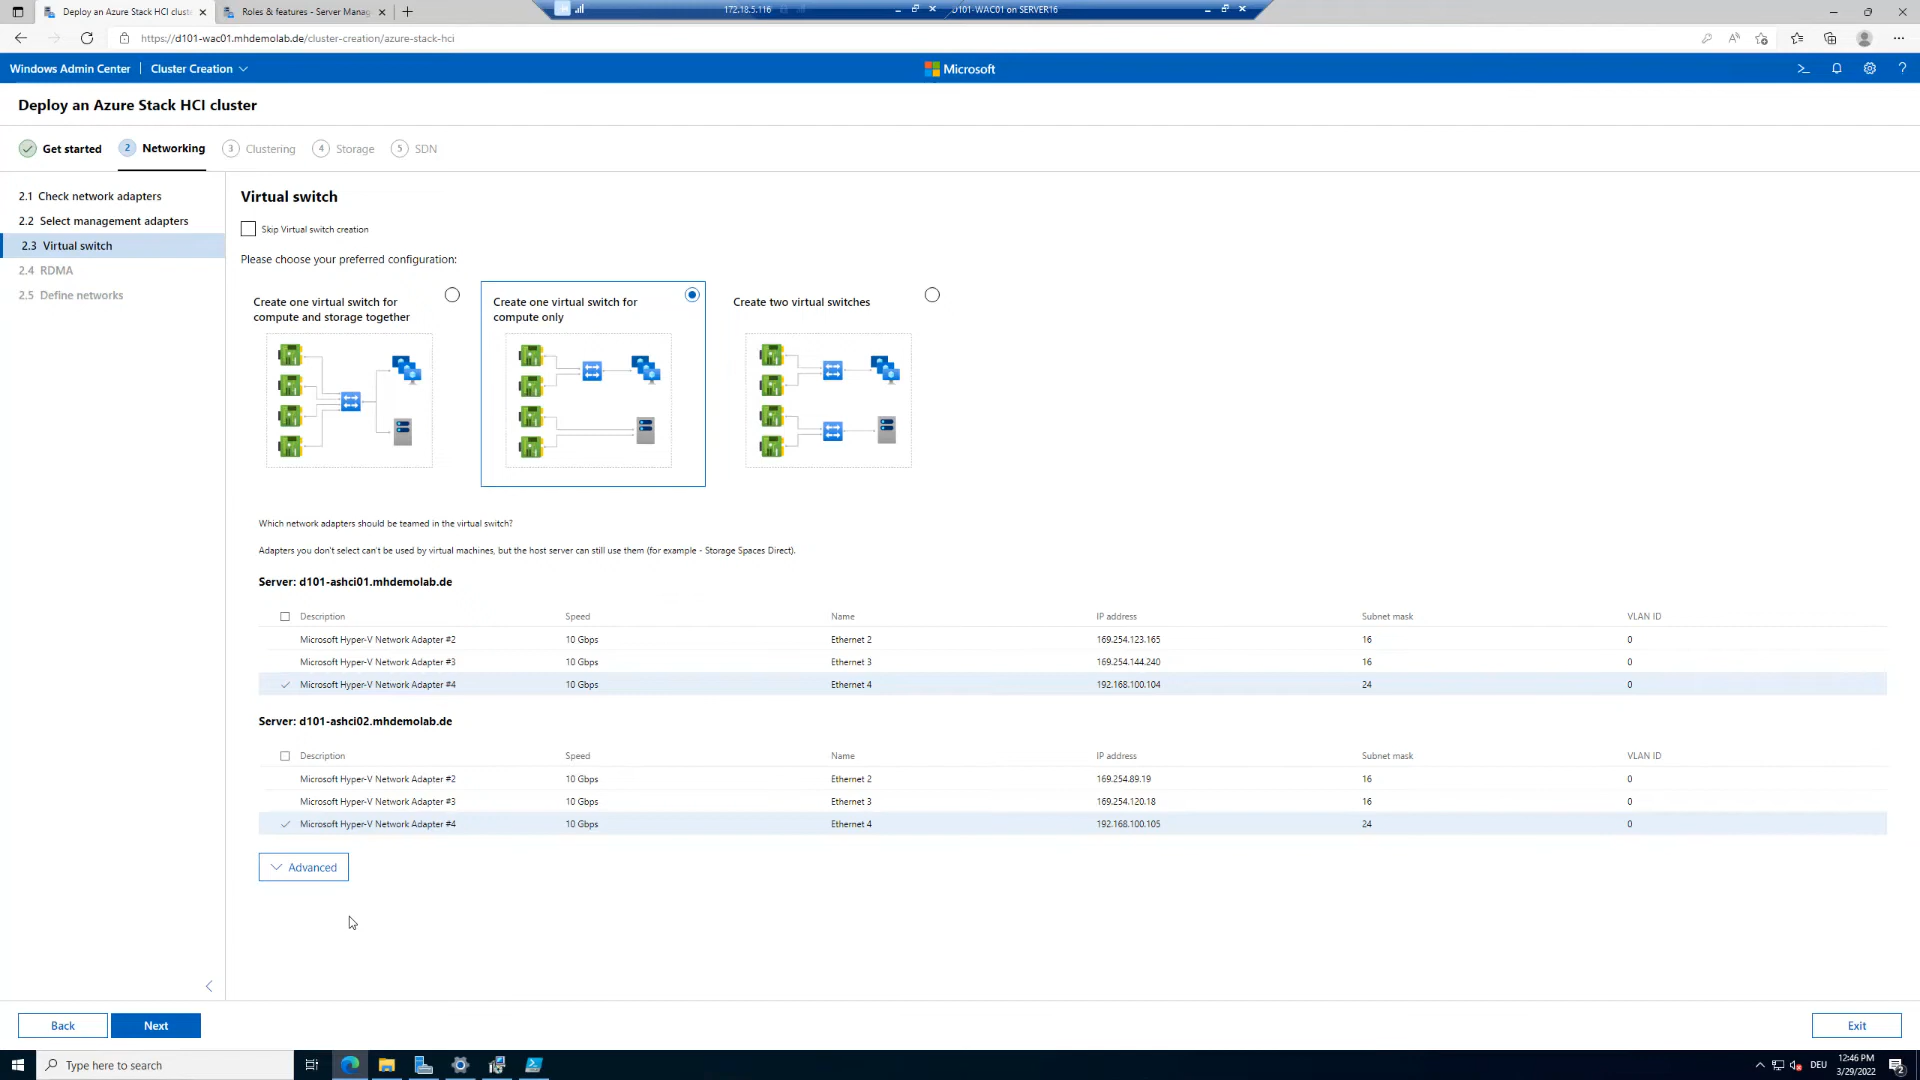 Deploy an Azure Stack HCI cluste
Roles & features - Server Manag
172.18.5.116
D101-WAC01 on SERVER16
https://d101-wac01.mhdemolab.de/cluster-creation/azure-stack-hci
Windows Admin Center
Cluster Creation
Microsoft
Deploy an Azure Stack HCI cluster
Get started
2 Networking
3 Clustering
4 Storage
5 SDN
2.1 Check network adapters
2.2 Select management adapters
2.3 Virtual switch
2.4 RDMA
2.5 Define networks
Virtual switch
Skip Virtual switch creation
Please choose your preferred configuration:
Create one virtual switch for
compute and storage together
Create one virtual switch for
compute only
Create two virtual switches
Which network adapters should be teamed in the virtual switch?
Adapters you don't select can't be used by virtual machines, but the host server can still use them (for example - Storage Spaces Direct).
Server: d101-ashci01.mhdemolab.de
Description Speed Name IP address Subnet mask VLAN ID
Microsoft Hyper-V Network Adapter #2 10 Gbps Ethernet 2 169.254.123.165 16 0
Microsoft Hyper-V Network Adapter #3 10 Gbps Ethernet 3 169.254.144.240 16 0
Microsoft Hyper-V Network Adapter #4 10 Gbps Ethernet 4 192.168.100.104 24 0
Server: d101-ashci02.mhdemolab.de
Description Speed Name IP address Subnet mask VLAN ID
Microsoft Hyper-V Network Adapter #2 10 Gbps Ethernet 2 169.254.89.19 16 0
Microsoft Hyper-V Network Adapter #3 10 Gbps Ethernet 3 169.254.120.18 16 0
Microsoft Hyper-V Network Adapter #4 10 Gbps Ethernet 4 192.168.100.105 24 0
Advanced
Back
Next
Exit
Type here to search
DEU
12:46 PM
3/29/2022
2